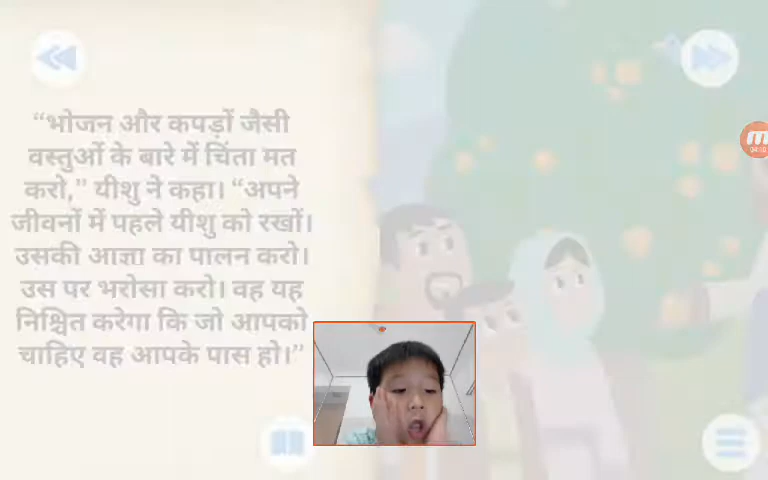 “भोजन और कपड़ों जैसी
वस्तुओं के बारे में चिंता मत
करो,” यीशु ने कहा। “अपने
जीवनों में पहले यीशु को रखों।
उसकी आज्ञा का पालन करो।
उस पर भरोसा करो। वह यह
निश्चित करेगा कि जो आपको
चाहिए वह आपके पास हो।”